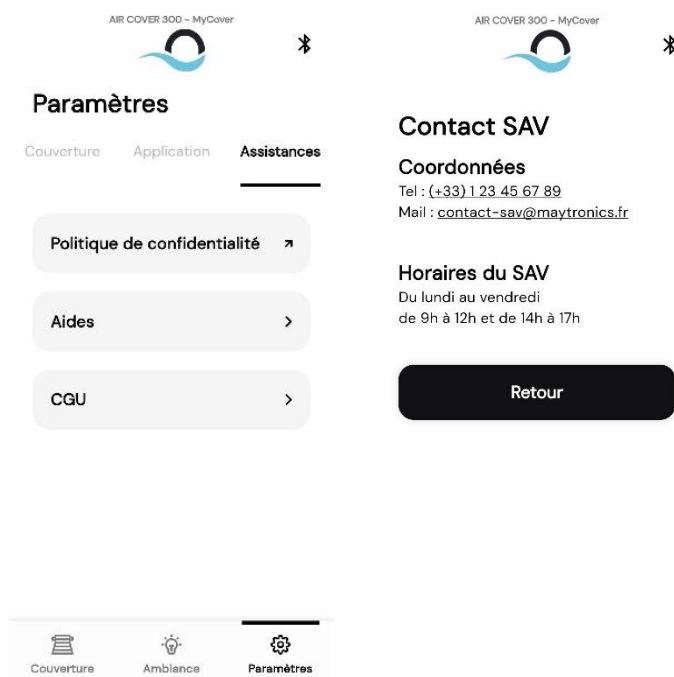 AIR COVER 300 – MyCover
Paramètres
Couverture Application Assistances
Politique de confidentialité
Aides
CGU
Couverture Ambiance Paramètres
AIR COVER 300 – MyCover
Contact SAV
Coordonnées
Tel : (+33) 1 23 45 67 89
Mail : contact-sav@maytronics.fr
Horaires du SAV
Du lundi au vendredi
de 9h à 12h et de 14h à 17h
Retour